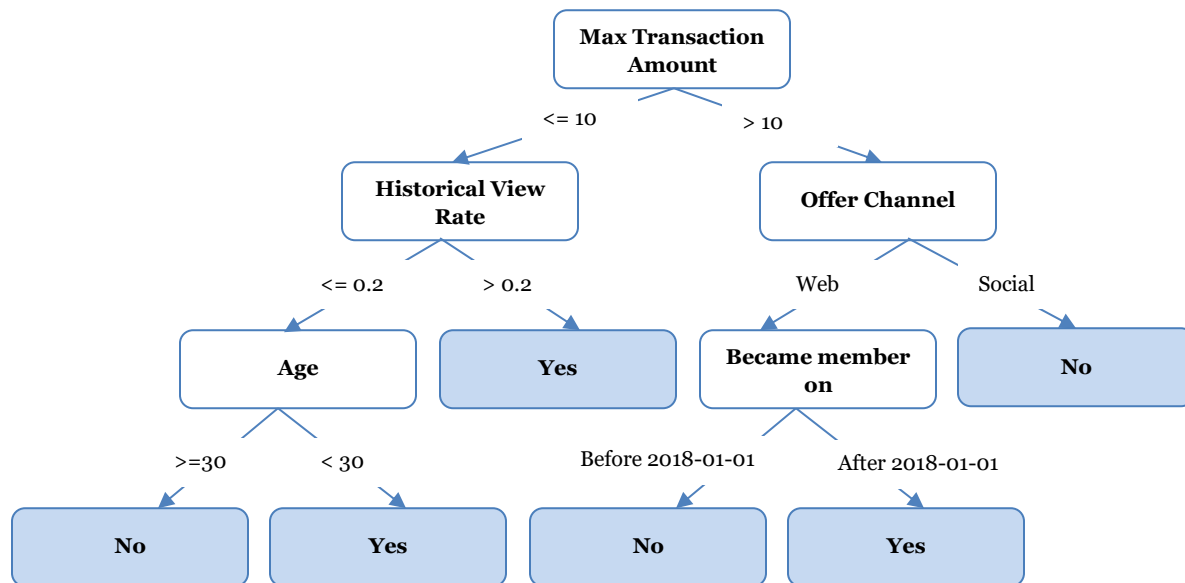 Max Transaction
Amount
<= 10
> 10
Historical View
Rate
Offer Channel
<= 0.2
> 0.2
Web
Social
Age
Yes
Became member
on
No
>=30
< 30
Before 2018-01-01
After 2018-01-01
No
Yes
No
Yes